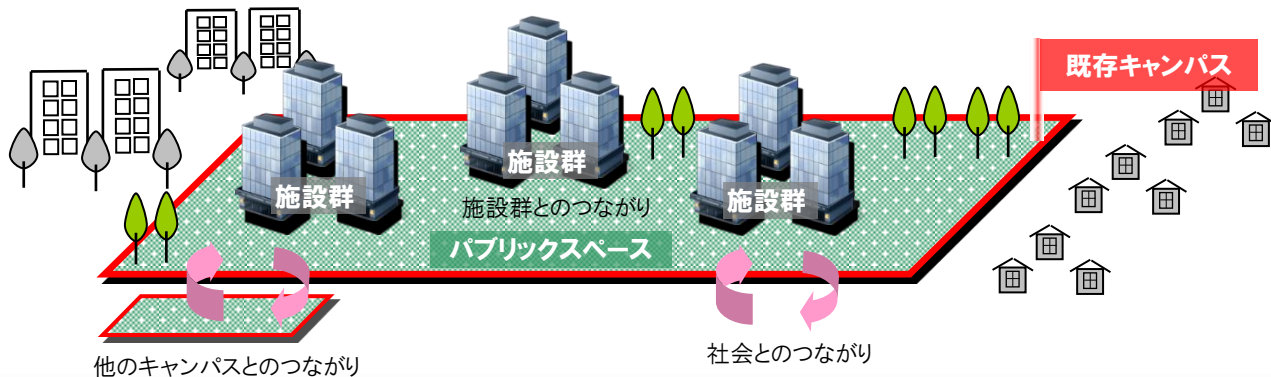 既存キャンパス
施設群
施設群
施設群
施設群とのつながり
パブリックスペース
他のキャンパスとのつながり
社会とのつながり